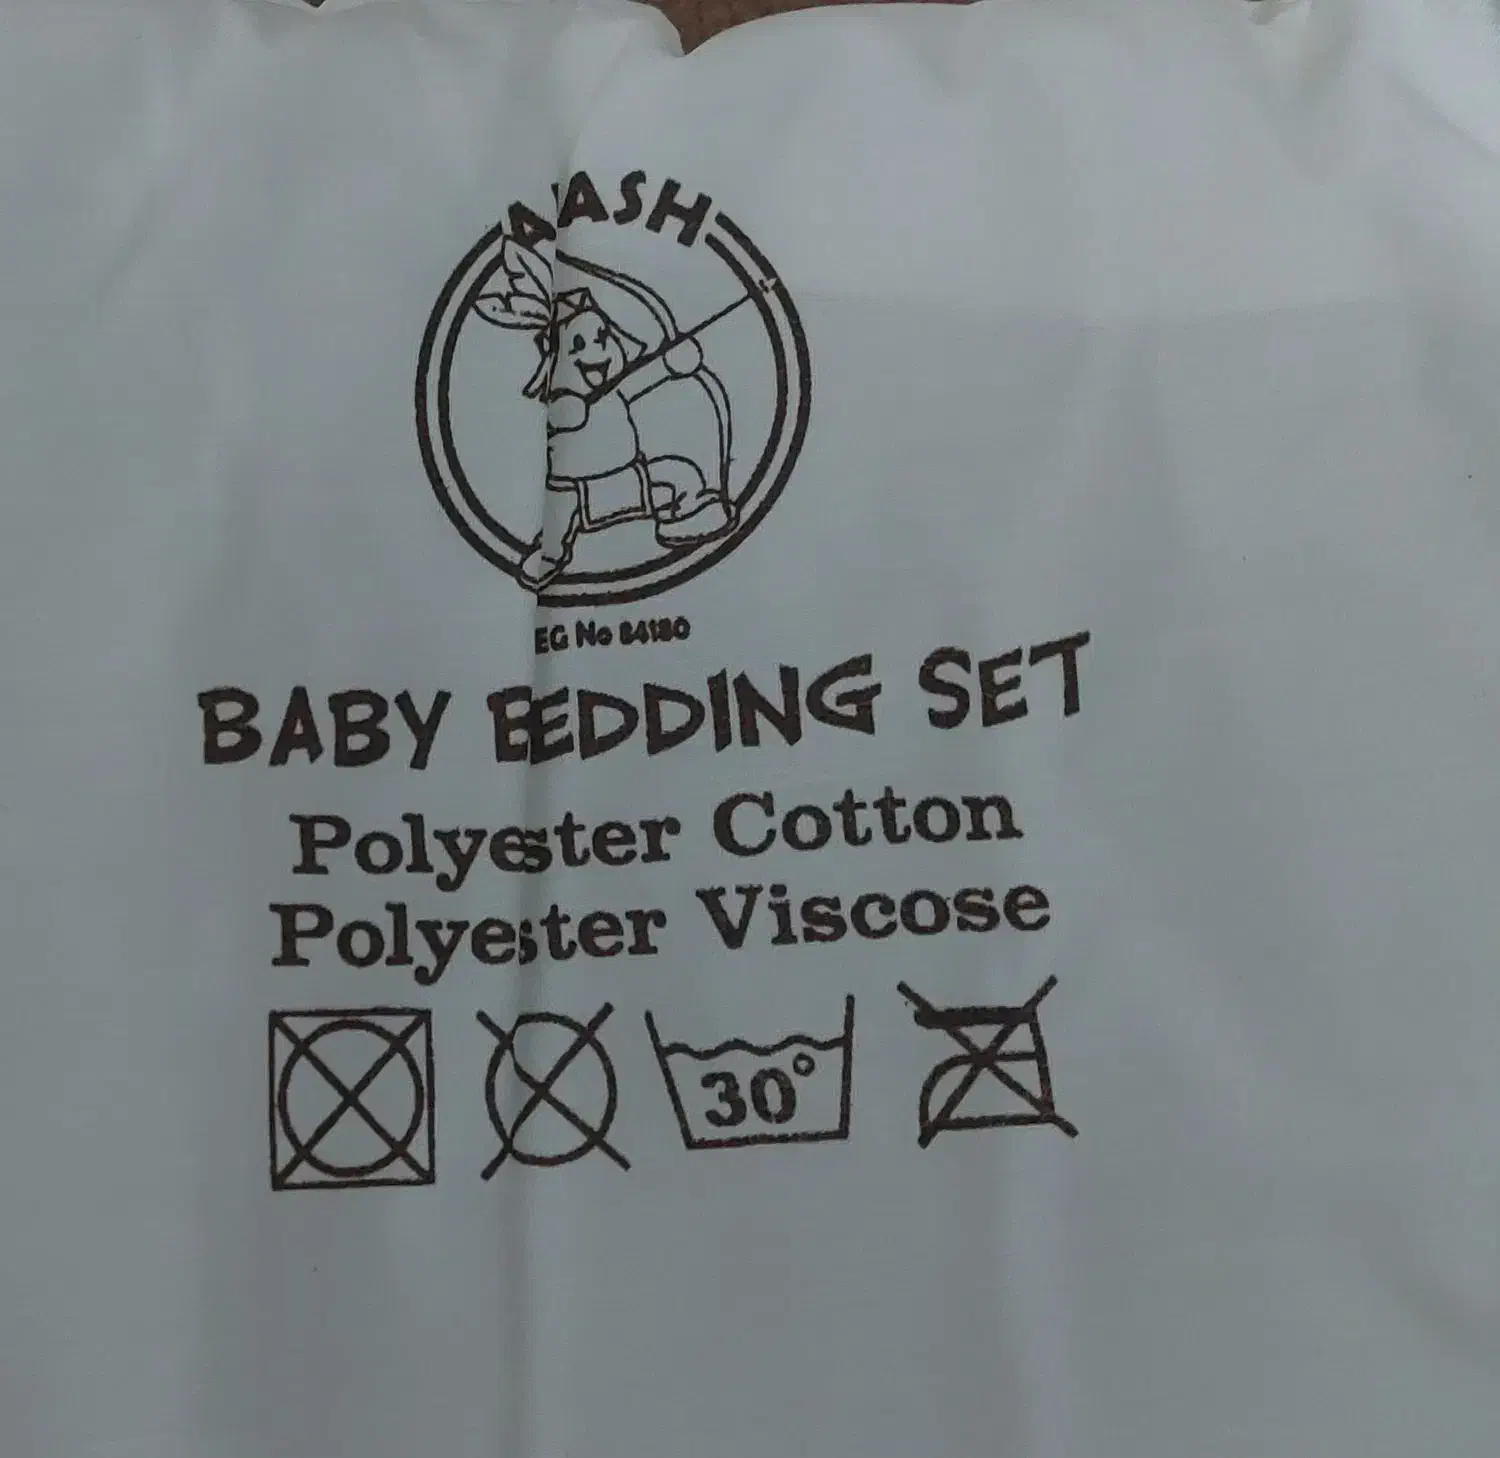 AASH
EG No 84180
BABY BEDDING SET
Polyester Cotton
Polyester Viscose
30°